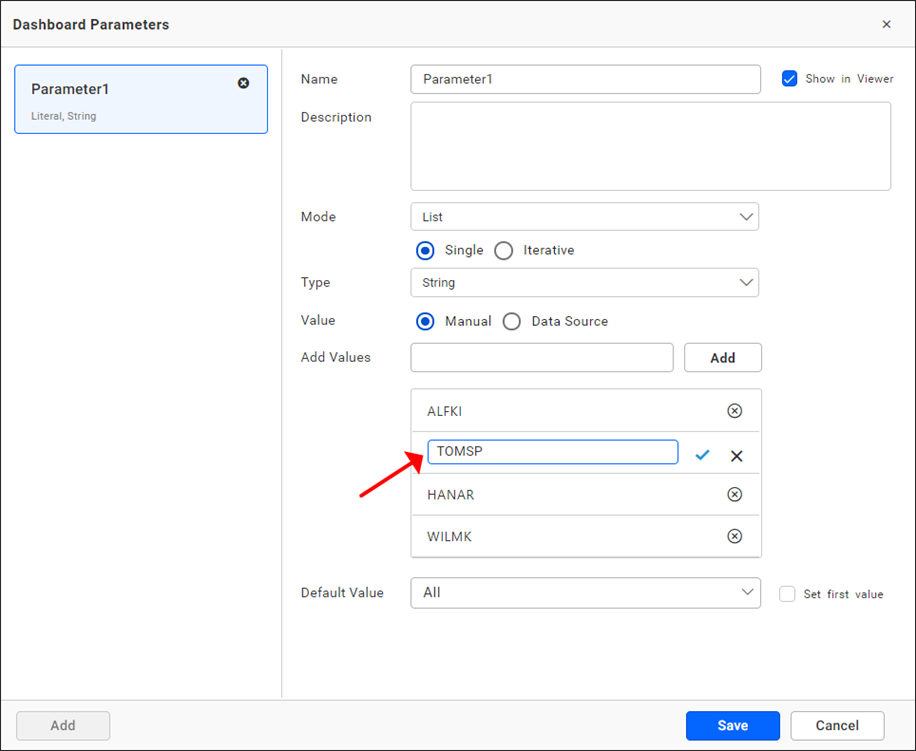 Dashboard Parameters
Parameter1
Literal, String
Name
Parameter1
Show in Viewer
Description
Mode
List
Single
Iterative
Type
String
Value
Manual
Data Source
Add Values
Add
ALFKI
TOMSP
HANAR
WILMK
Default Value
All
Set first value
Add
Save
Cancel